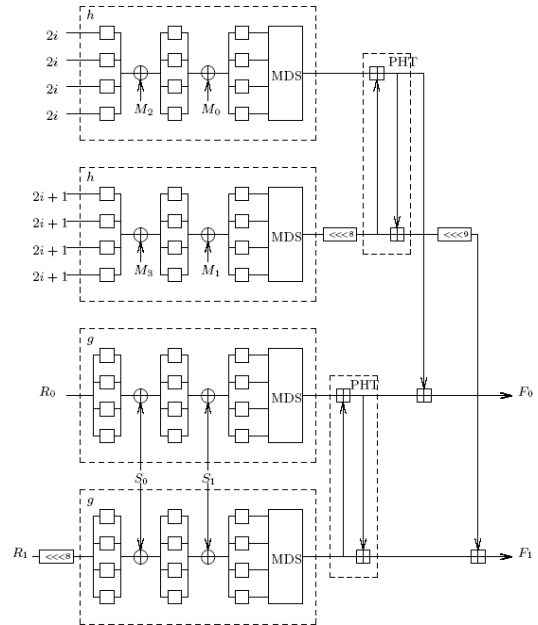 h
2i
2i
2i
2i
M₂
M₀
MDS
PHT
h
2i + 1
2i + 1
2i + 1
2i + 1
M₃
M₁
MDS
<<<8
<<<9
g
R₀
MDS
PHT
F₀
S₀
S₁
g
R₁
<<<8
MDS
F₁